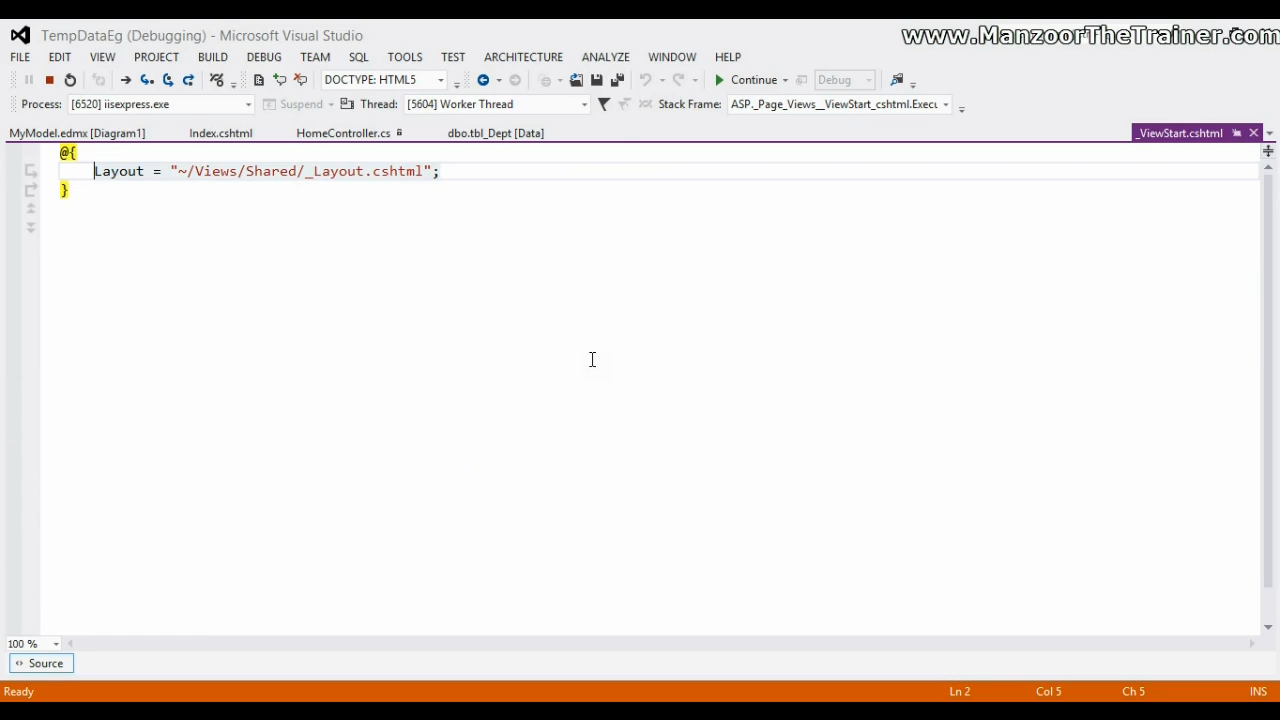 TempDataEg (Debugging) - Microsoft Visual Studio
www.ManzoorTheTrainer.com
FILE EDIT VIEW PROJECT BUILD DEBUG TEAM SQL TOOLS TEST ARCHITECTURE ANALYZE WINDOW HELP
DOCTYPE: HTML5 Continue Debug
Process: [6520] iisexpress.exe Suspend Thread: [5604] Worker Thread Stack Frame: ASP._Page_Views__ViewStart_cshtml.Execu
MyModel.edmx [Diagram1] Index.cshtml HomeController.cs dbo.tbl_Dept [Data] _ViewStart.cshtml
@{
Layout = "~/Views/Shared/_Layout.cshtml";
}
100 %
Source
Ready Ln 2 Col 5 Ch 5 INS